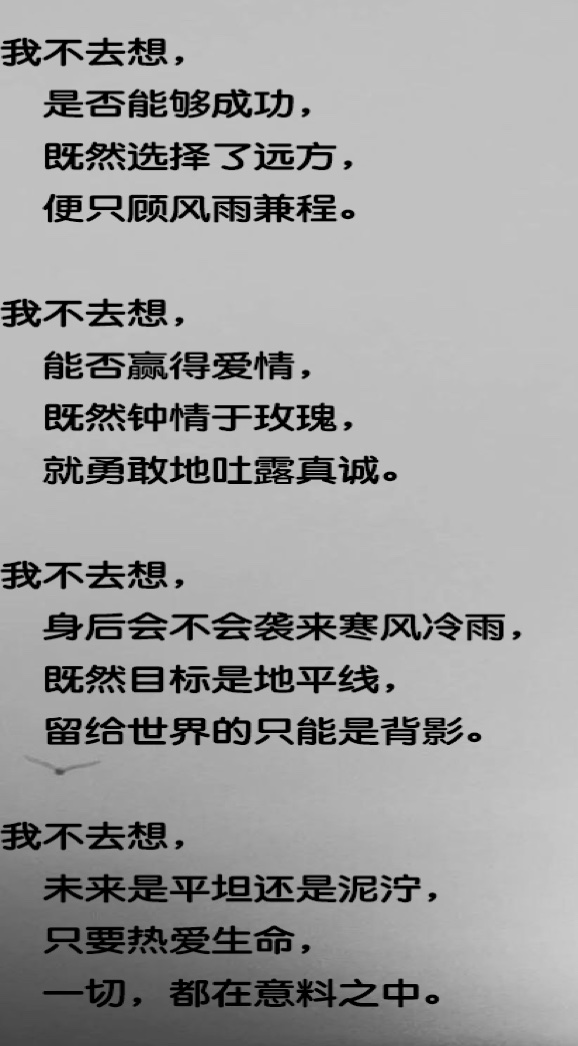 我不去想，
是否能够成功，
既然选择了远方，
便只顾风雨兼程。
我不去想，
能否赢得爱情，
既然钟情于玫瑰，
就勇敢地吐露真诚。
我不去想，
身后会不会袭来寒风冷雨，
既然目标是地平线，
留给世界的只能是背影。
我不去想，
未来是平坦还是泥泞，
只要热爱生命，
一切，都在意料之中。